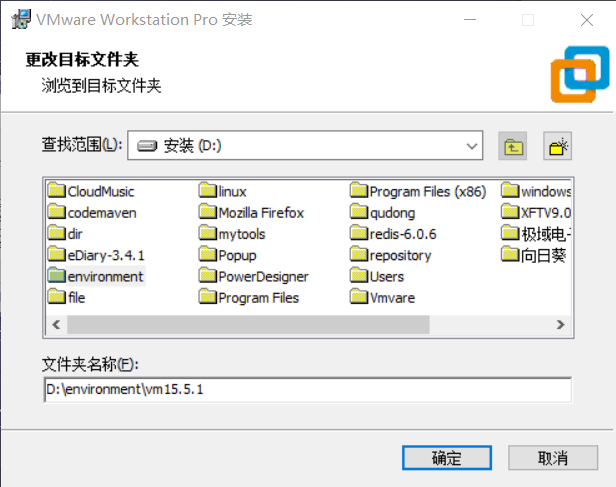 VMware Workstation Pro 安装
更改目标文件夹
浏览到目标文件夹
查找范围(L): 安装 (D:)
CloudMusic linux Program Files (x86) windows
codemaven Mozilla Firefox qudong XFTV9.0
dir mytools redis-6.0.6 极域电子
eDiary-3.4.1 Popup repository 向日葵
environment PowerDesigner Users
file Program Files Vmware
文件夹名称(F):
D:\environment\vm15.5.1
确定 取消